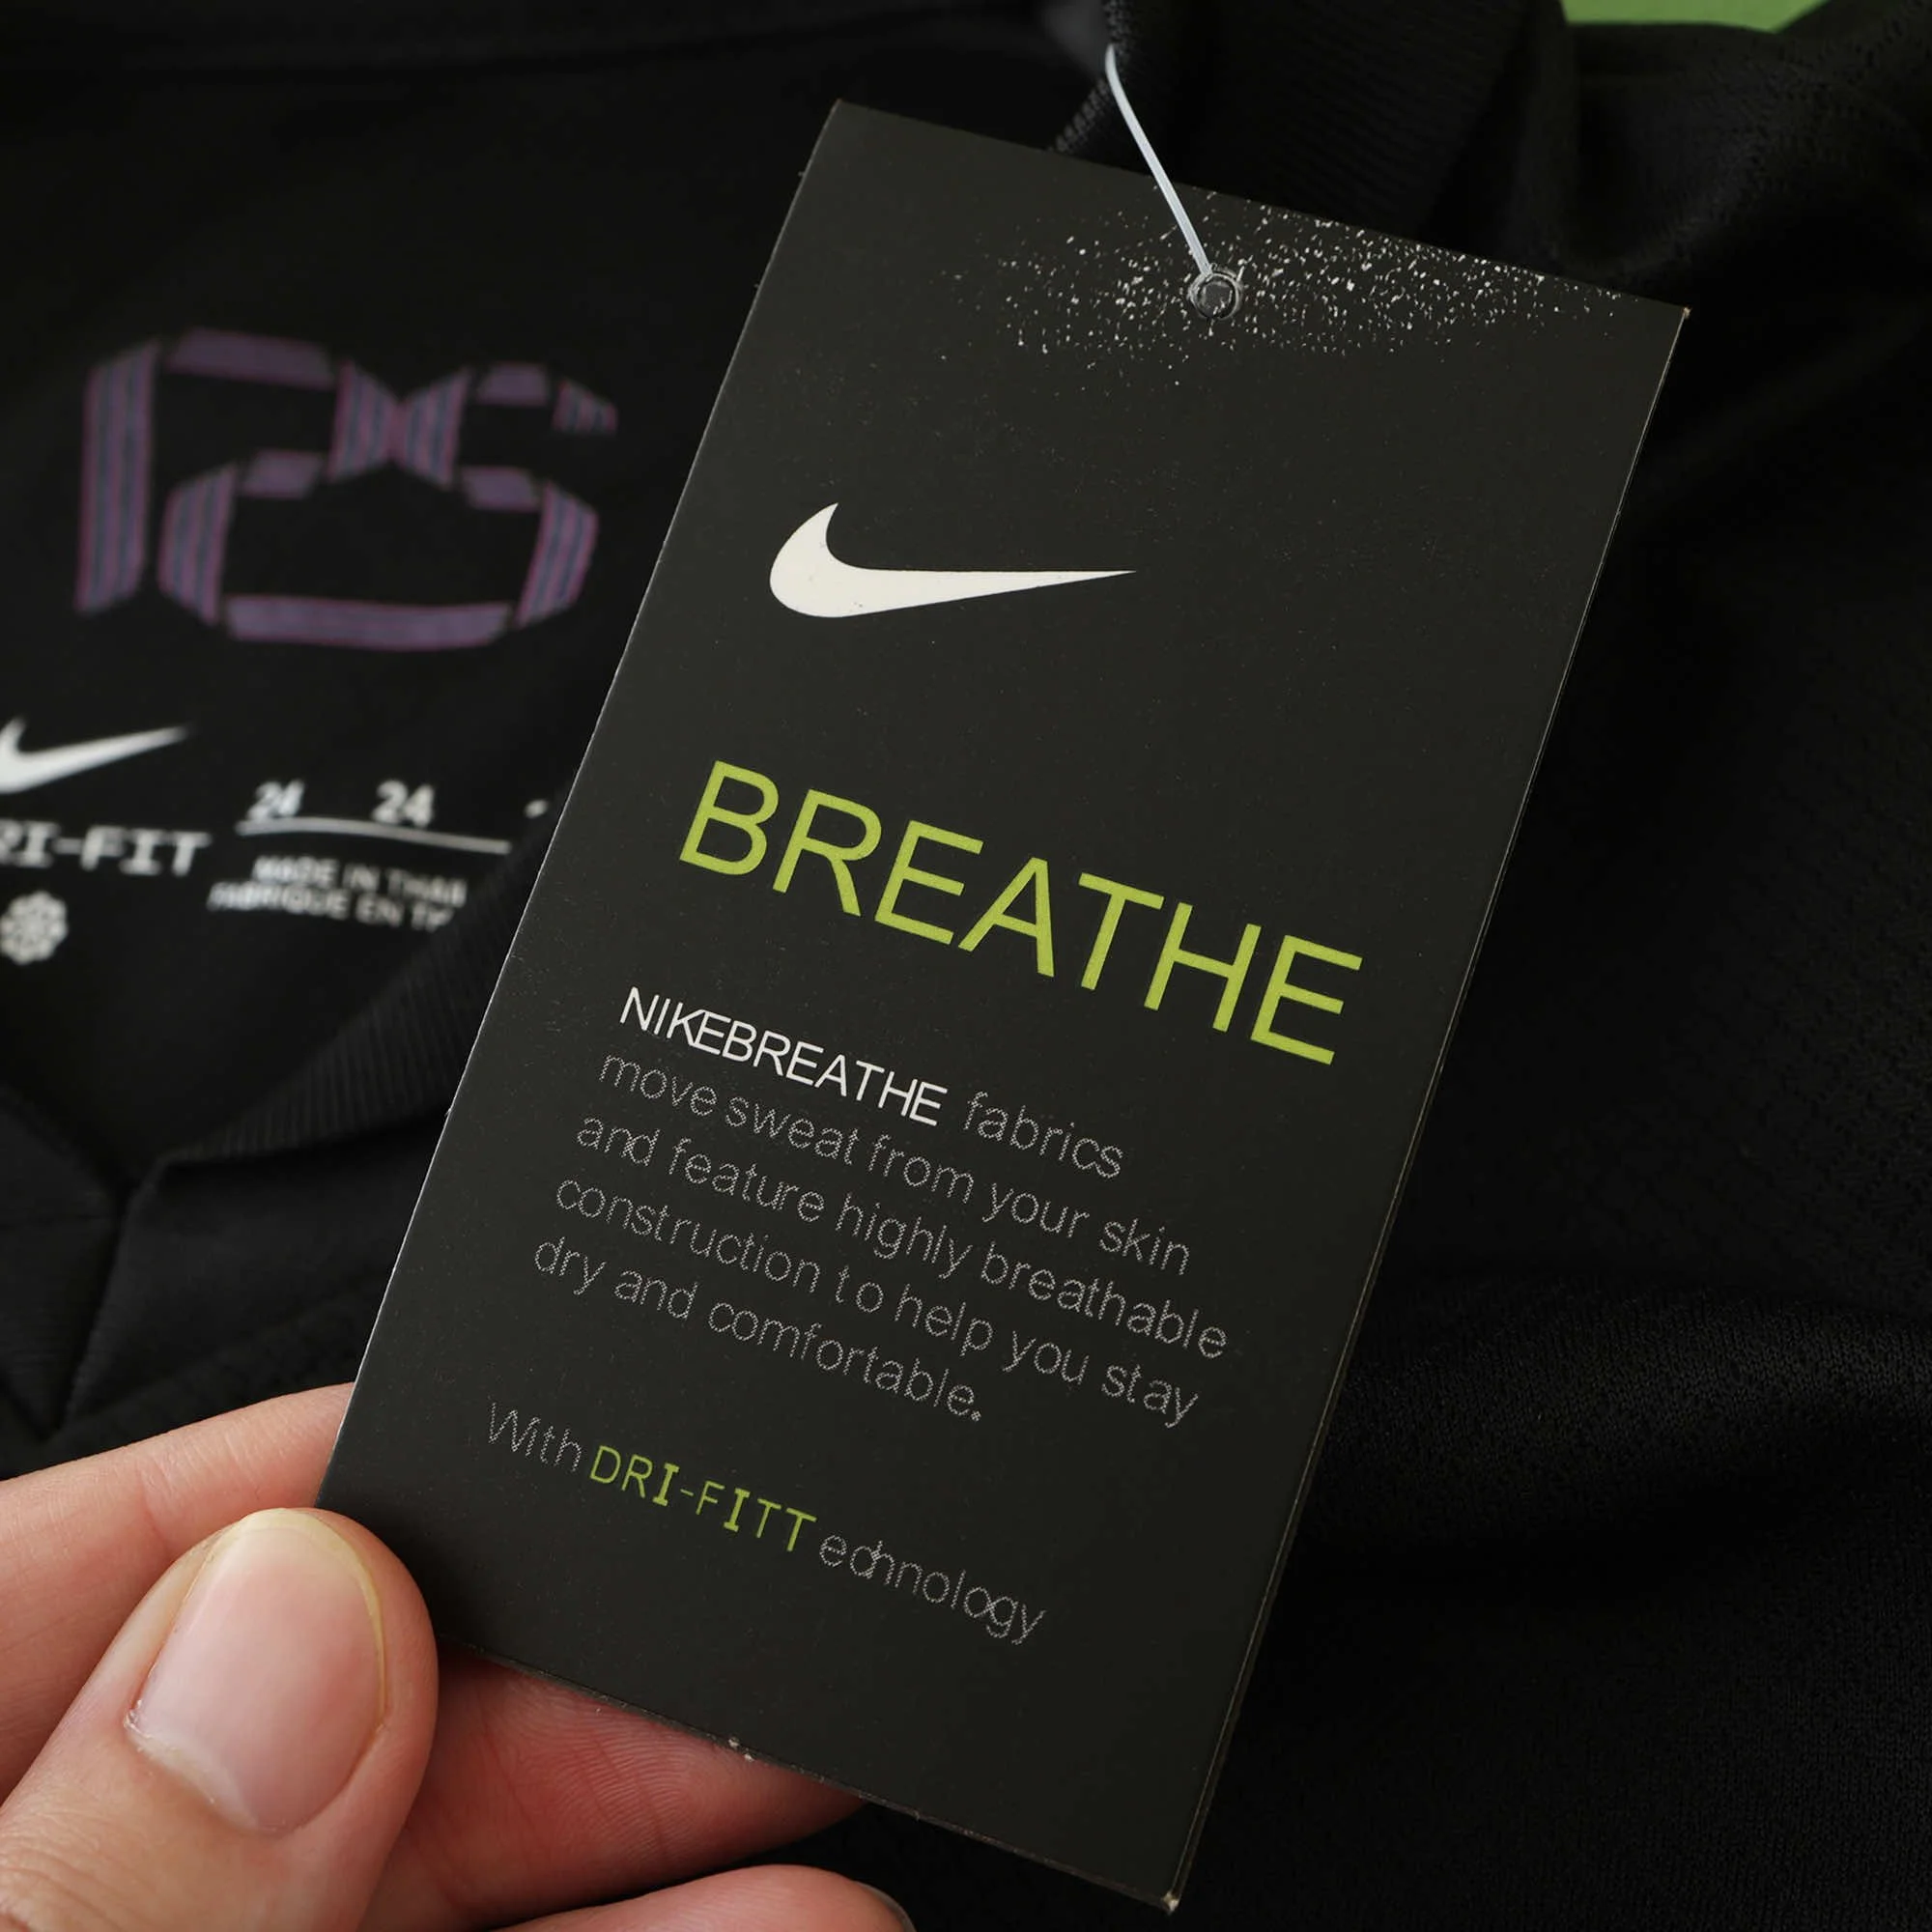 BREATHE
NIKEBREATHE fabrics
move sweat from your skin
and feature highly breathable
construction to help you stay
dry and comfortable.
With DRI-FITT echnology
RI-FIT
24 24
MADE IN THAI
FABRIQUE EN